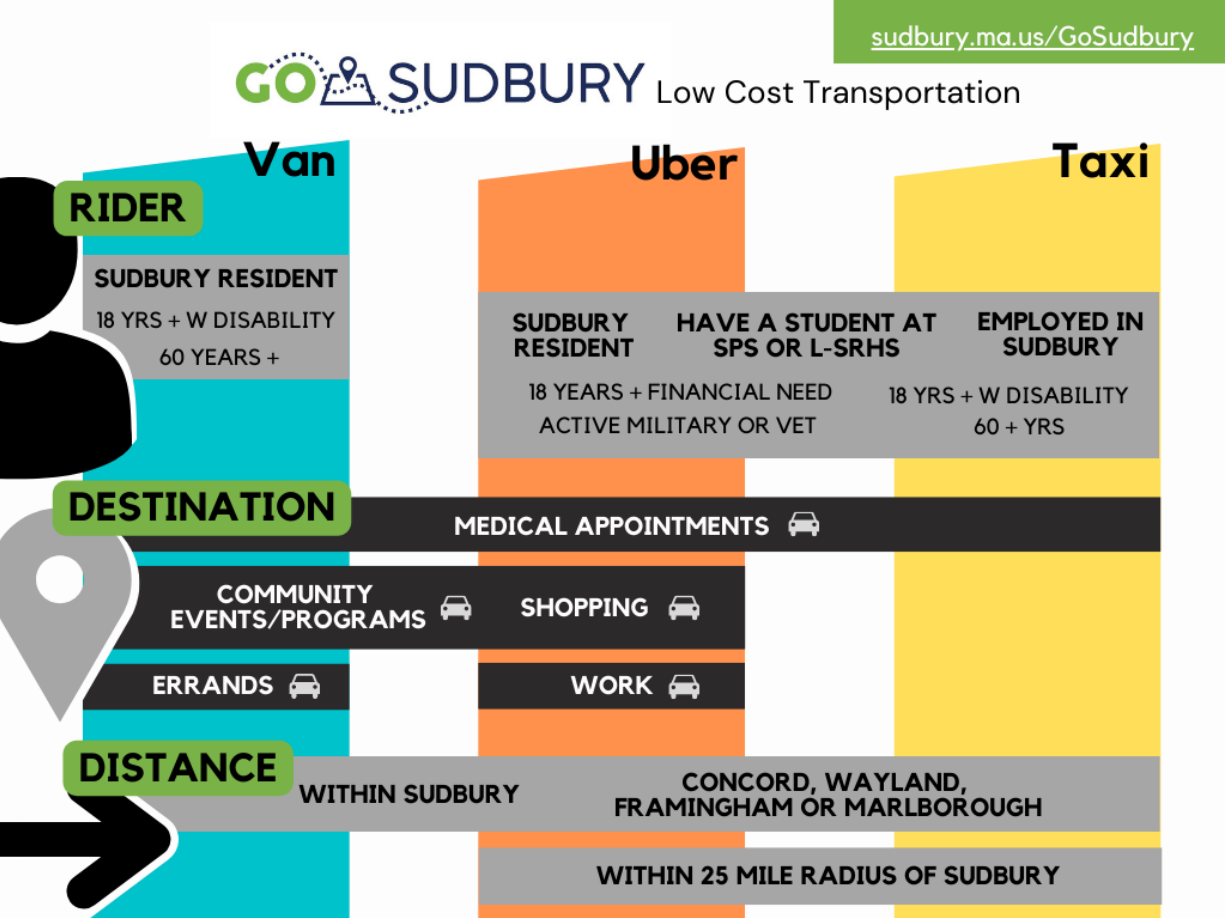 sudbury.ma.us/GoSudbury
GO SUDBURY Low Cost Transportation
Van
Uber
Taxi
RIDER
SUDBURY RESIDENT
18 YRS + W DISABILITY
60 YEARS +
SUDBURY
RESIDENT
HAVE A STUDENT AT
SPS OR L-SRHS
EMPLOYED IN
SUDBURY
18 YEARS + FINANCIAL NEED
ACTIVE MILITARY OR VET
18 YRS + W DISABILITY
60 + YRS
DESTINATION
MEDICAL APPOINTMENTS
COMMUNITY
EVENTS/PROGRAMS
SHOPPING
ERRANDS
WORK
DISTANCE
WITHIN SUDBURY
CONCORD, WAYLAND,
FRAMINGHAM OR MARLBOROUGH
WITHIN 25 MILE RADIUS OF SUDBURY